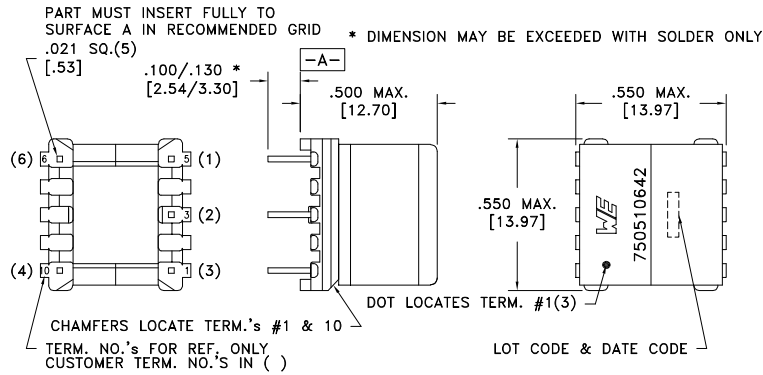 PART MUST INSERT FULLY TO
SURFACE A IN RECOMMENDED GRID
.021 SQ.(5)
[.53]
* DIMENSION MAY BE EXCEEDED WITH SOLDER ONLY
.100/.130 *
[2.54/3.30]
-A-
.500 MAX.
[12.70]
.550 MAX.
[13.97]
(6) 6 5 (1)
3 (2)
(4) 10 1 (3)
.550 MAX.
[13.97]
WE
750510642
DOT LOCATES TERM. #1(3)
CHAMFERS LOCATE TERM.'s #1 & 10
TERM. NO.'s FOR REF. ONLY
CUSTOMER TERM. NO.'S IN ( )
LOT CODE & DATE CODE